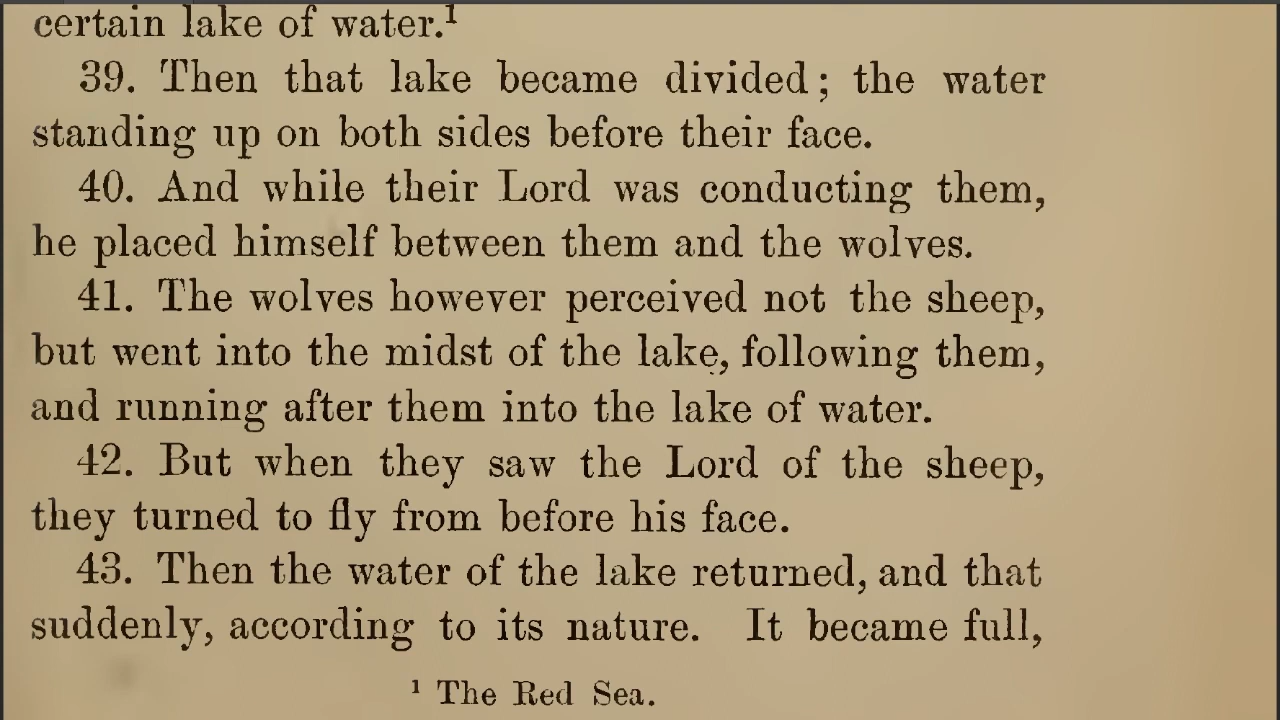 certain lake of water.¹
39. Then that lake became divided; the water
standing up on both sides before their face.
40. And while their Lord was conducting them,
he placed himself between them and the wolves.
41. The wolves however perceived not the sheep,
but went into the midst of the lake, following them,
and running after them into the lake of water.
42. But when they saw the Lord of the sheep,
they turned to fly from before his face.
43. Then the water of the lake returned, and that
suddenly, according to its nature. It became full,
¹ The Red Sea.